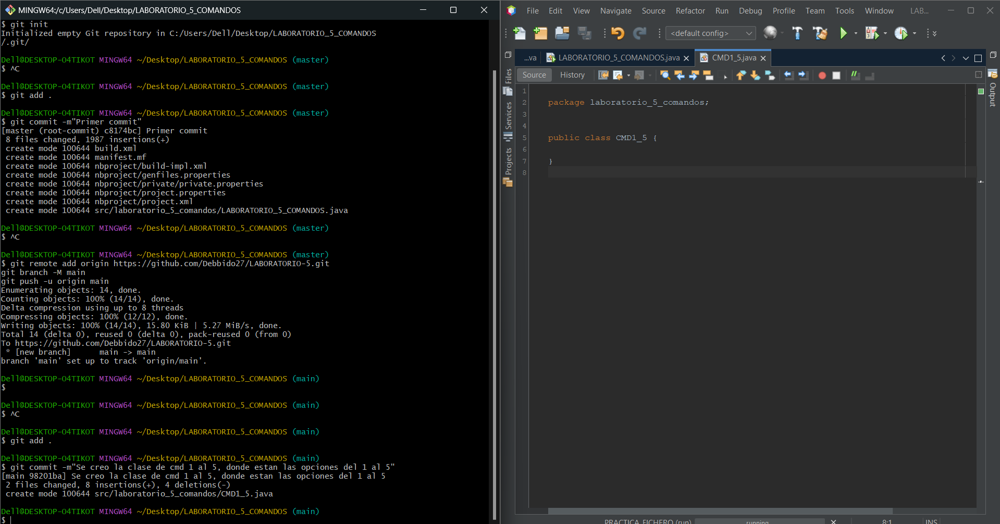 MINGW64:/c/Users/Dell/Desktop/LABORATORIO_5_COMANDOS
$ git init
Initialized empty Git repository in C:/Users/Dell/Desktop/LABORATORIO_5_COMANDOS
/.git/
Dell@DESKTOP-O4TIKOT MINGW64 ~/Desktop/LABORATORIO_5_COMANDOS (master)
$ ^C
Dell@DESKTOP-O4TIKOT MINGW64 ~/Desktop/LABORATORIO_5_COMANDOS (master)
$ git add .
Dell@DESKTOP-O4TIKOT MINGW64 ~/Desktop/LABORATORIO_5_COMANDOS (master)
$ git commit -m"Primer commit"
[master (root-commit) c8174bc] Primer commit
8 files changed, 1987 insertions(+)
create mode 100644 build.xml
create mode 100644 manifest.mf
create mode 100644 nbproject/build-impl.xml
create mode 100644 nbproject/genfiles.properties
create mode 100644 nbproject/private/private.properties
create mode 100644 nbproject/project.properties
create mode 100644 nbproject/project.xml
create mode 100644 src/laboratorio_5_comandos/LABORATORIO_5_COMANDOS.java
Dell@DESKTOP-O4TIKOT MINGW64 ~/Desktop/LABORATORIO_5_COMANDOS (master)
$ ^C
Dell@DESKTOP-O4TIKOT MINGW64 ~/Desktop/LABORATORIO_5_COMANDOS (master)
$ git remote add origin https://github.com/Debbido27/LABORATORIO-5.git
git branch -M main
git push -u origin main
Enumerating objects: 14, done.
Counting objects: 100% (14/14), done.
Delta compression using up to 8 threads
Compressing objects: 100% (12/12), done.
Writing objects: 100% (14/14), 15.80 KiB | 5.27 MiB/s, done.
Total 14 (delta 0), reused 0 (delta 0), pack-reused 0 (from 0)
To https://github.com/Debbido27/LABORATORIO-5.git
* [new branch]      main -> main
branch 'main' set up to track 'origin/main'.
Dell@DESKTOP-O4TIKOT MINGW64 ~/Desktop/LABORATORIO_5_COMANDOS (main)
$
Dell@DESKTOP-O4TIKOT MINGW64 ~/Desktop/LABORATORIO_5_COMANDOS (main)
$ ^C
Dell@DESKTOP-O4TIKOT MINGW64 ~/Desktop/LABORATORIO_5_COMANDOS (main)
$ git add .
Dell@DESKTOP-O4TIKOT MINGW64 ~/Desktop/LABORATORIO_5_COMANDOS (main)
$ git commit -m"Se creo la clase de cmd 1 al 5, donde estan las opciones del 1 al 5"
[main 98201ba] Se creo la clase de cmd 1 al 5, donde estan las opciones del 1 al 5
2 files changed, 8 insertions(+), 4 deletions(-)
create mode 100644 src/laboratorio_5_comandos/CMD1_5.java
Dell@DESKTOP-O4TIKOT MINGW64 ~/Desktop/LABORATORIO_5_COMANDOS (main)
$
File Edit View Navigate Source Refactor Run Debug Profile Team Tools Window LAB...
<default config>
...va LABORATORIO_5_COMANDOS.java CMD1_5.java
Source History
Files
Services
Projects
Output
1
2 package laboratorio_5_comandos;
3
4
5 public class CMD1_5 {
6
7 }
8
PRACTICA_FICHERO (run) running 8:1 INS